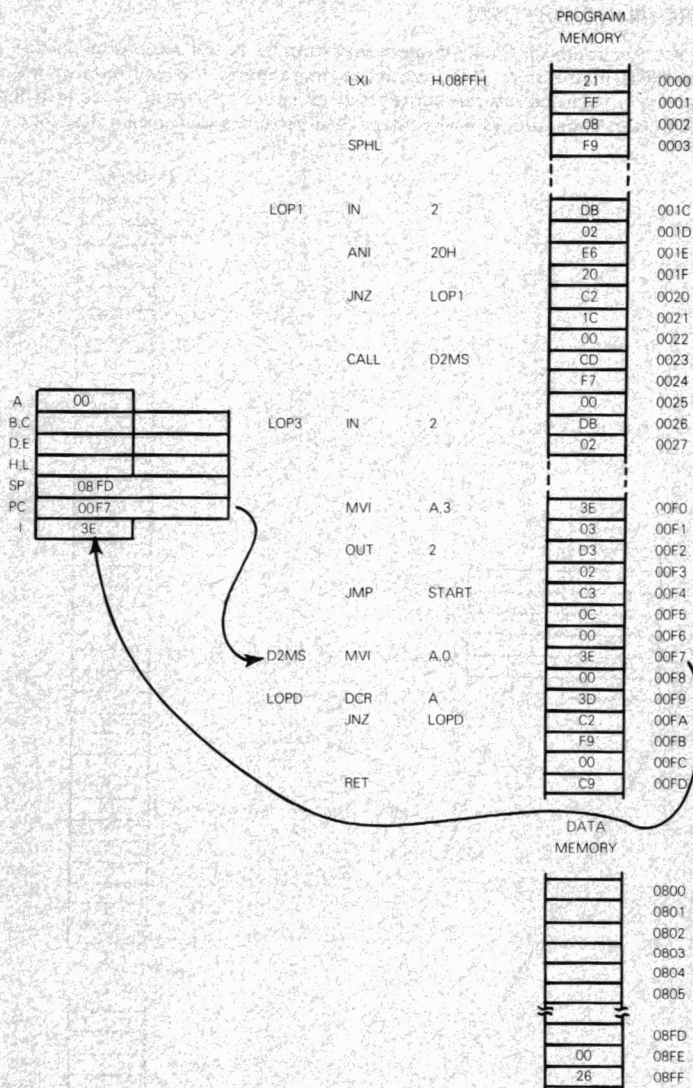 PROGRAM
MEMORY
LXI H,08FFH 21 0000
FF 0001
08 0002
SPHL F9 0003
LOP1 IN 2 DB 001C
02 001D
ANI 20H E6 001E
20 001F
JNZ LOP1 C2 0020
1C 0021
00 0022
CALL D2MS CD 0023
F7 0024
00 0025
LOP3 IN 2 DB 0026
02 0027
A 00
B,C
D,E
H,L
SP 08 FD
PC 00F7
I 3E
MVI A,3 3E 00F0
03 00F1
OUT 2 D3 00F2
02 00F3
JMP START C3 00F4
0C 00F5
00 00F6
D2MS MVI A,0 3E 00F7
00 00F8
LOPD DCR A 3D 00F9
JNZ LOPD C2 00FA
F9 00FB
00 00FC
RET C9 00FD
DATA
MEMORY
0800
0801
0802
0803
0804
0805
08FD
00 08FE
26 08FF